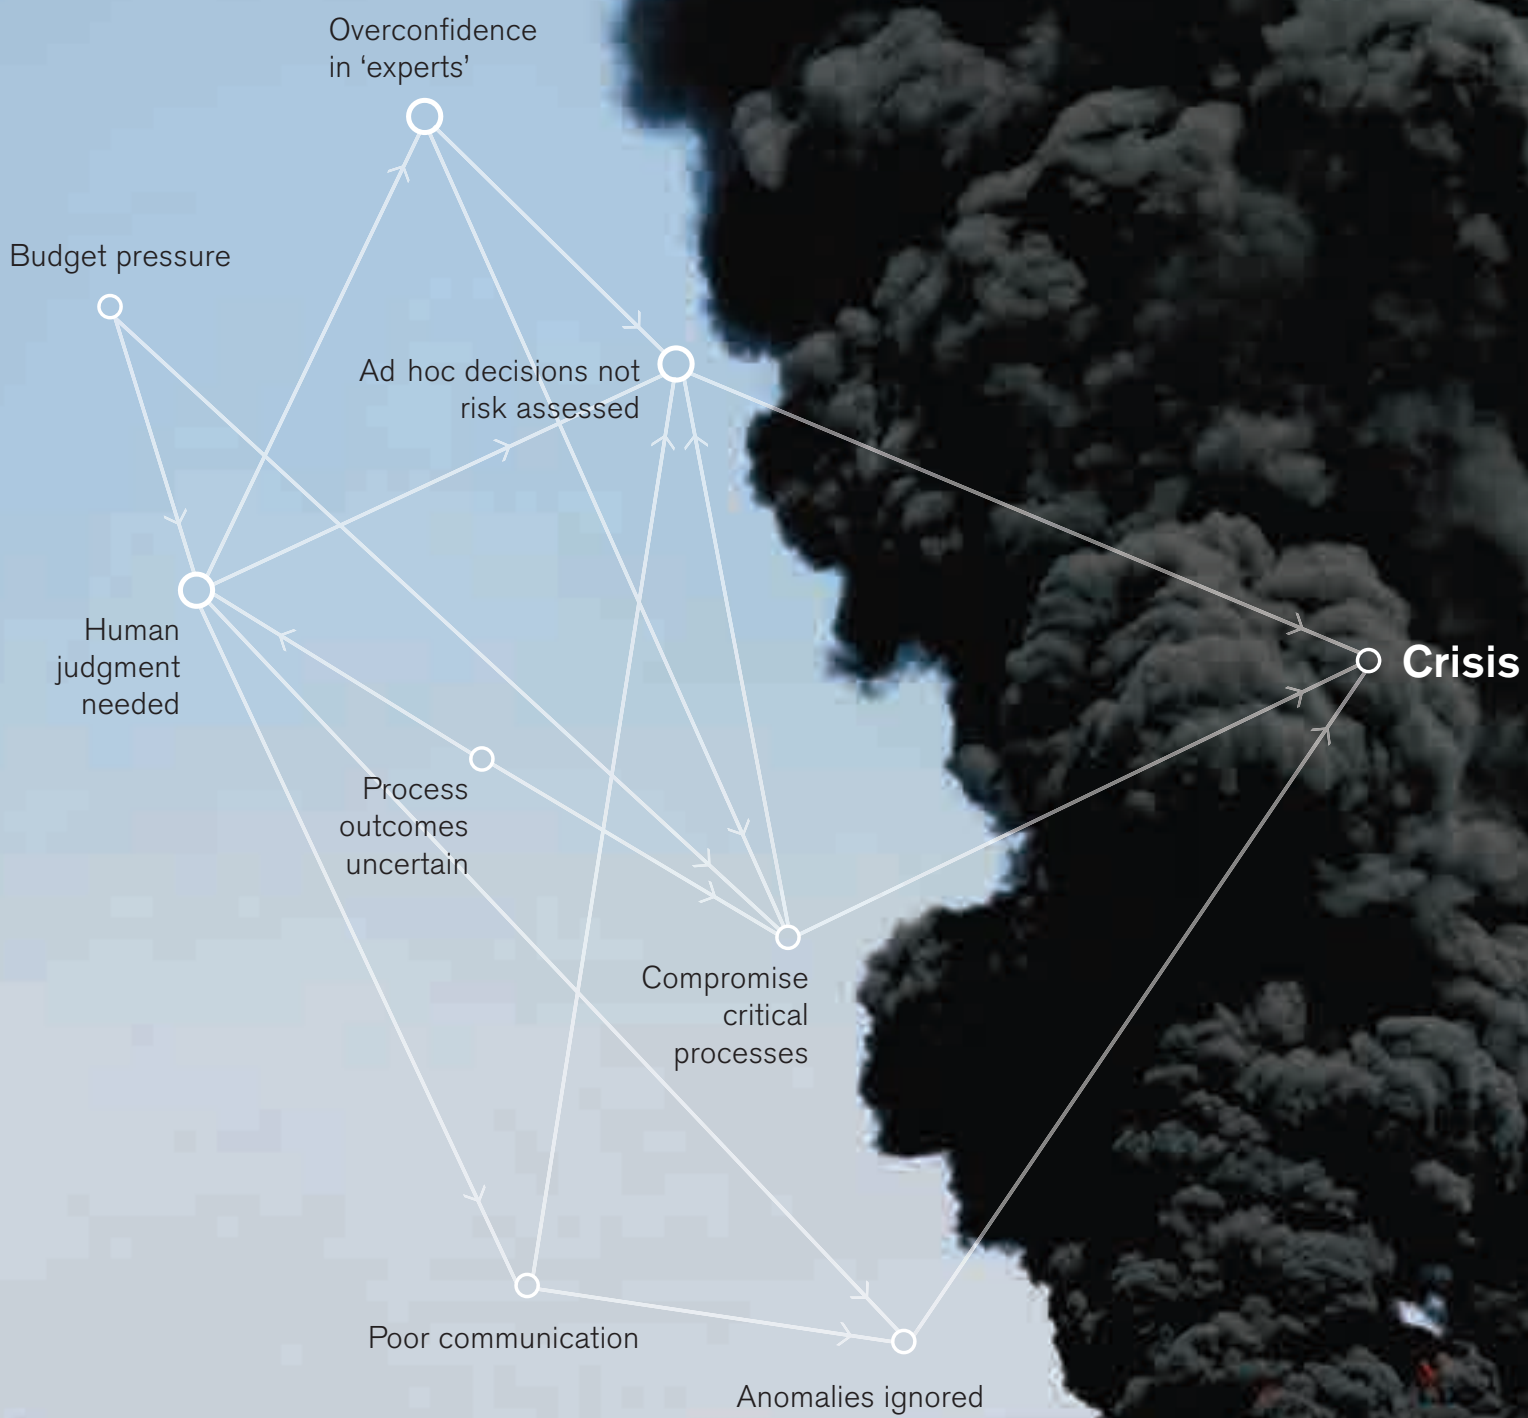 Overconfidence
in ‘experts’
Budget pressure
Ad hoc decisions not
risk assessed
Human
judgment
needed
Crisis
Process
outcomes
uncertain
Compromise
critical
processes
Poor communication
Anomalies ignored